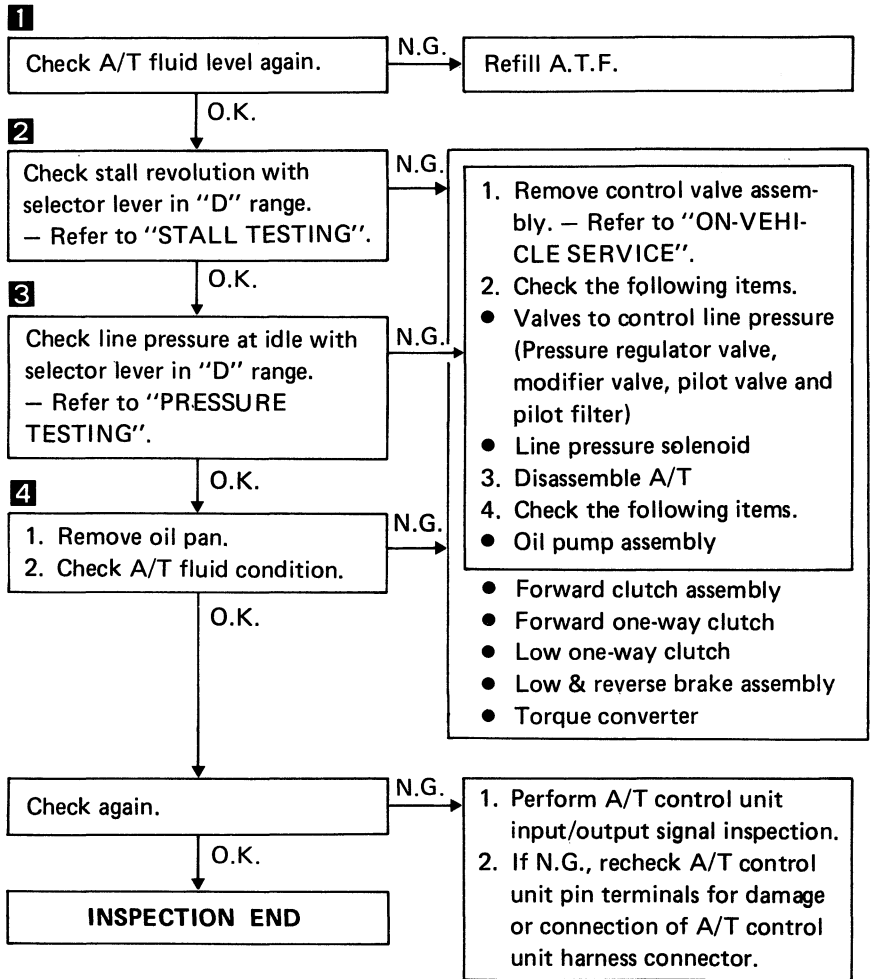 1
Check A/T fluid level again.
N.G.
Refill A.T.F.
O.K.
2
Check stall revolution with
selector lever in "D" range.
— Refer to "STALL TESTING".
N.G.
O.K.
3
Check line pressure at idle with
selector lever in "D" range.
— Refer to "PRESSURE
TESTING".
N.G.
O.K.
4
1. Remove oil pan.
2. Check A/T fluid condition.
N.G.
O.K.
1. Remove control valve assem-
bly. — Refer to "ON-VEHI-
CLE SERVICE".
2. Check the following items.
● Valves to control line pressure
(Pressure regulator valve,
modifier valve, pilot valve and
pilot filter)
● Line pressure solenoid
3. Disassemble A/T
4. Check the following items.
● Oil pump assembly
● Forward clutch assembly
● Forward one-way clutch
● Low one-way clutch
● Low & reverse brake assembly
● Torque converter
Check again.
N.G.
O.K.
1. Perform A/T control unit
input/output signal inspection.
2. If N.G., recheck A/T control
unit pin terminals for damage
or connection of A/T control
unit harness connector.
INSPECTION END